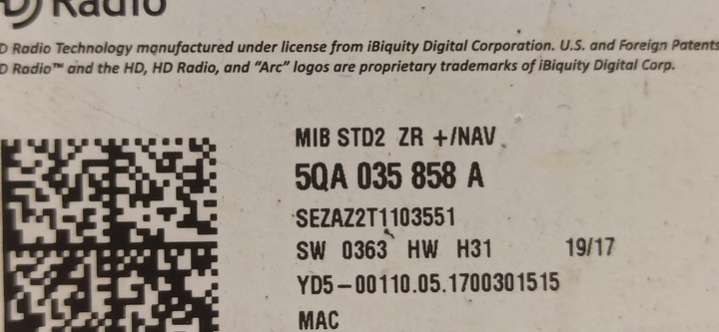 Radio
D Radio Technology manufactured under license from iBiquity Digital Corporation. U.S. and Foreign Patents
D Radio™ and the HD, HD Radio, and “Arc” logos are proprietary trademarks of iBiquity Digital Corp.
MIB STD2 ZR +/NAV
5QA 035 858 A
SEZAZ2T1103551
SW 0363 HW H31 19/17
YD5-00110.05.1700301515
MAC